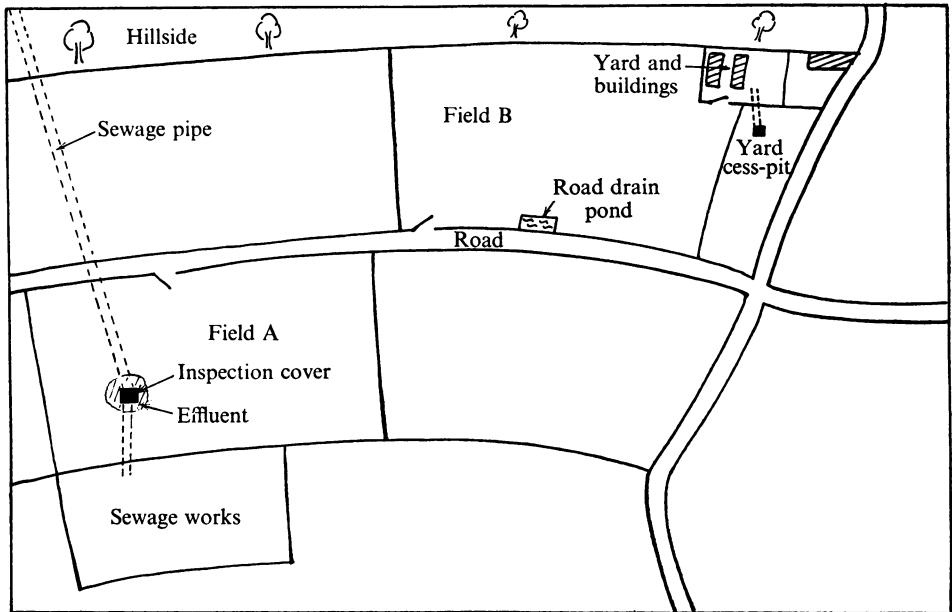 Hillside
Yard and
buildings
Field B
Sewage pipe
Yard
cess-pit
Road drain
pond
Road
Field A
Inspection cover
Effluent
Sewage works